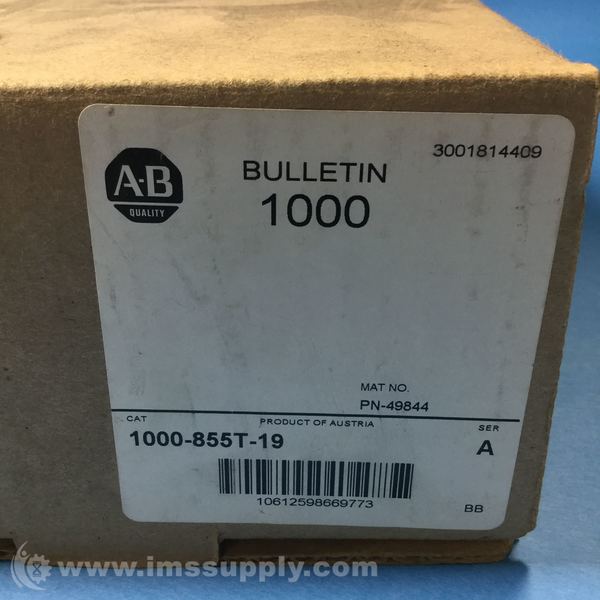 3001814409
A-B
QUALITY
BULLETIN
1000
MAT NO.
PN-49844
CAT
PRODUCT OF AUSTRIA
SER
1000-855T-19
A
10612598669773
BB
www.imssupply.com